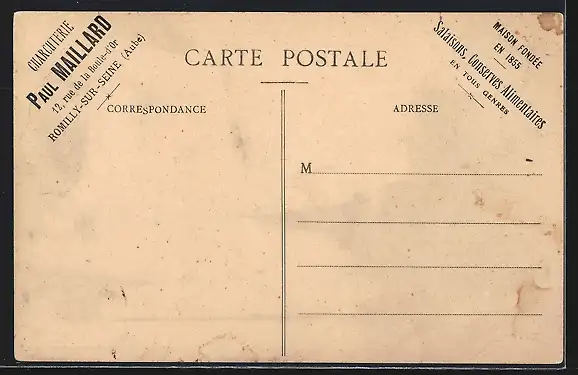 CHARCUTERIE
PAUL MAILLARD
12, rue de la Boule-d'Or
ROMILLY-SUR-SEINE (Aube)
CARTE POSTALE
MAISON FONDÉE
EN 1855
Salaisons, Conserves Alimentaires
EN TOUS GENRES
CORRESPONDANCE
ADRESSE
M